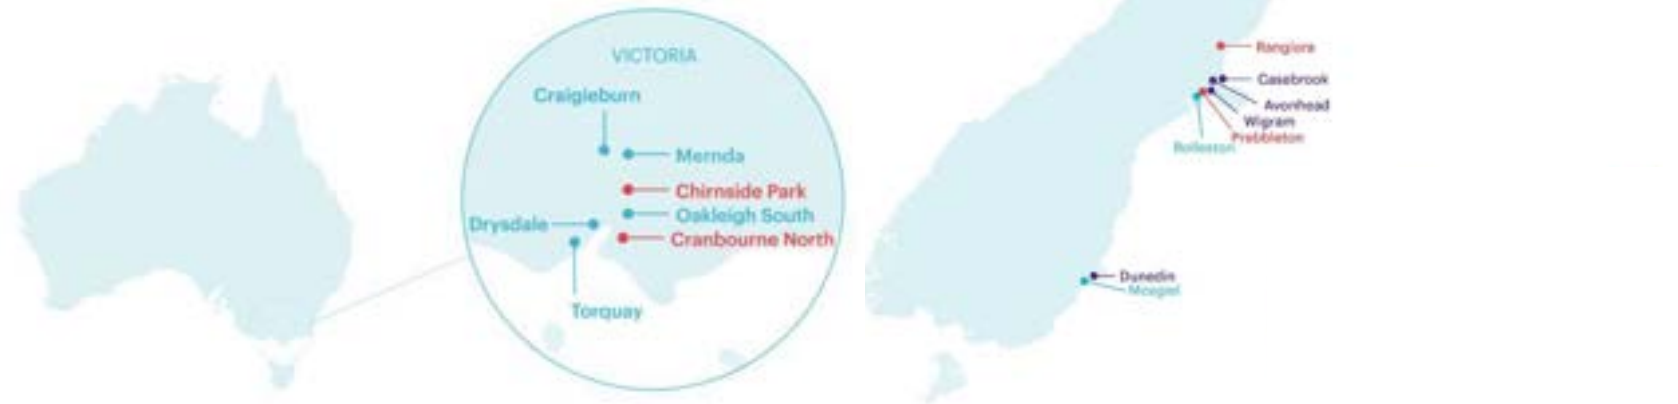 VICTORIA
Craigieburn
Mernda
Chirnside Park
Oakleigh South
Drysdale
Cranbourne North
Torquay
Rangiora
Casebrook
Avonhead
Wigram
Prebbleton
Rolleston
Dunedin
Mosgiel